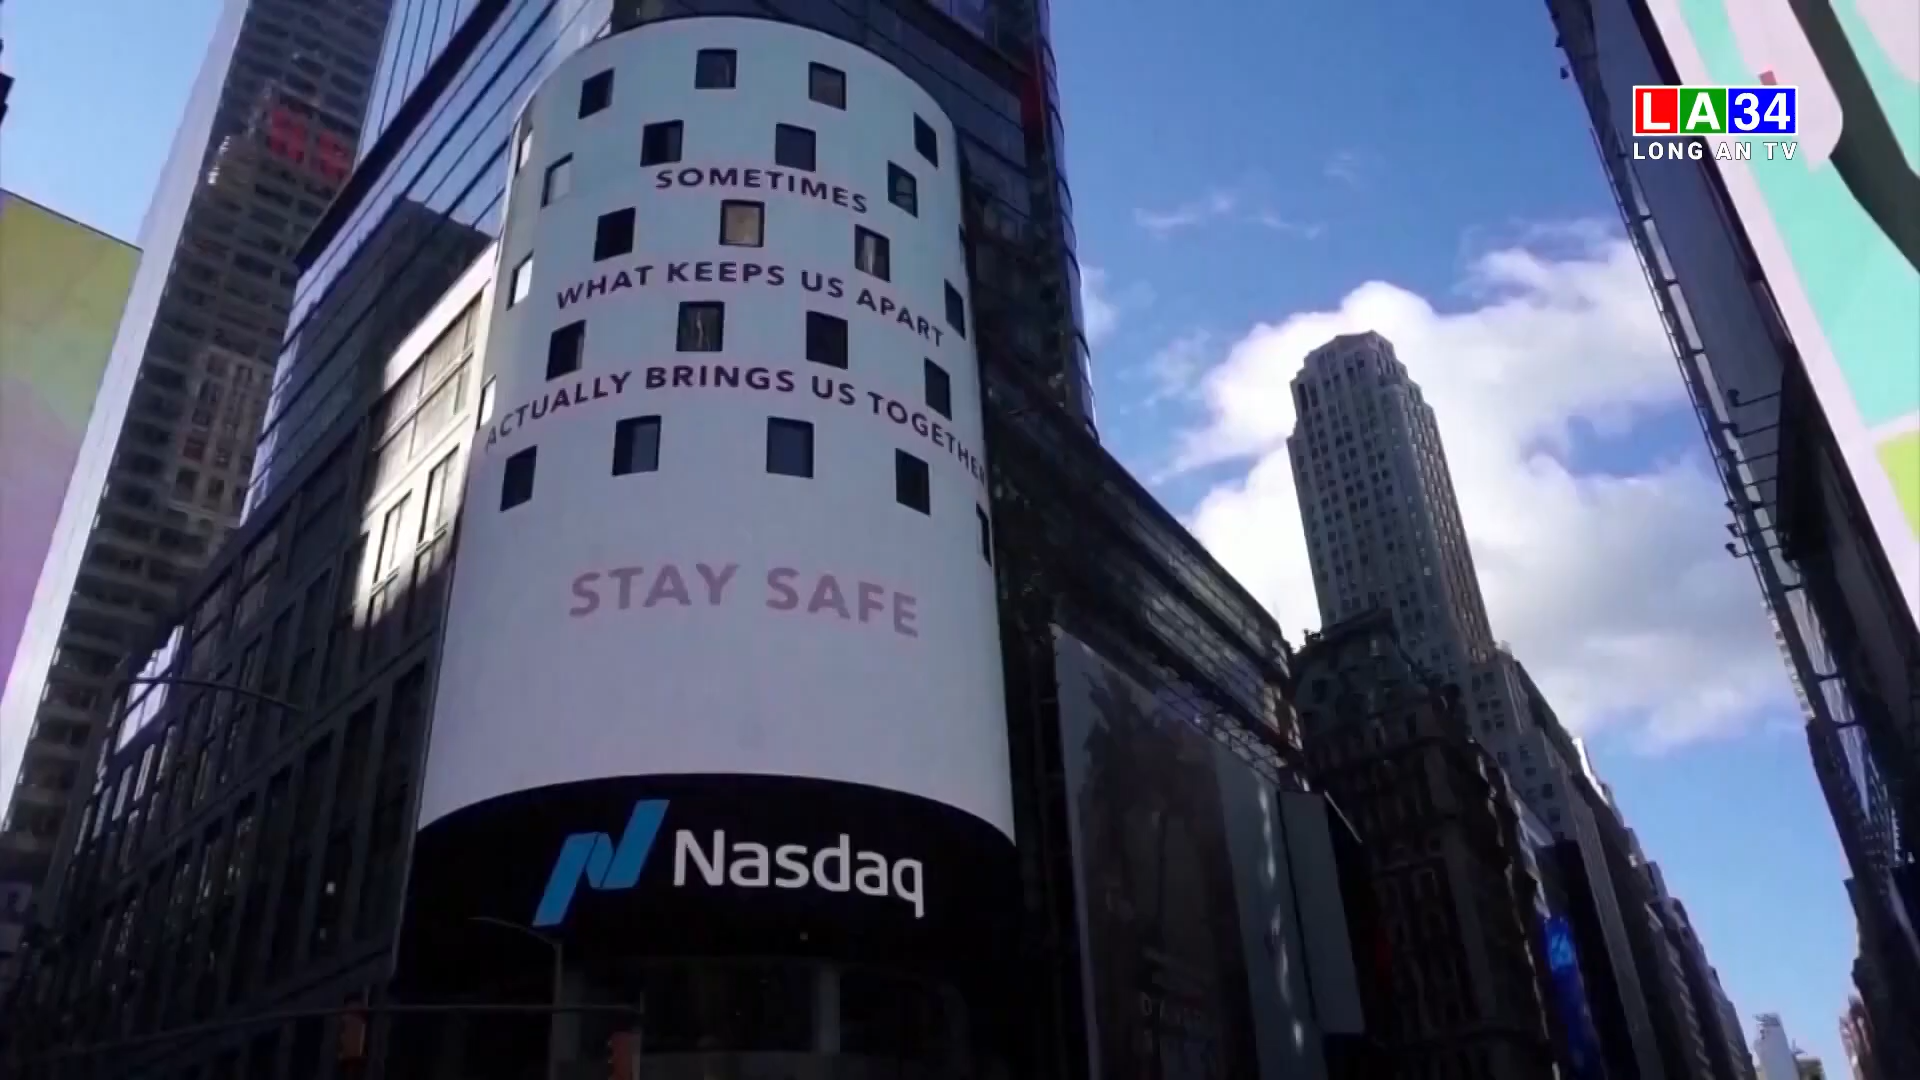 LA34
LONG AN TV
SOMETIMES
WHAT KEEPS US APART
ACTUALLY BRINGS US TOGETHER
STAY SAFE
Nasdaq